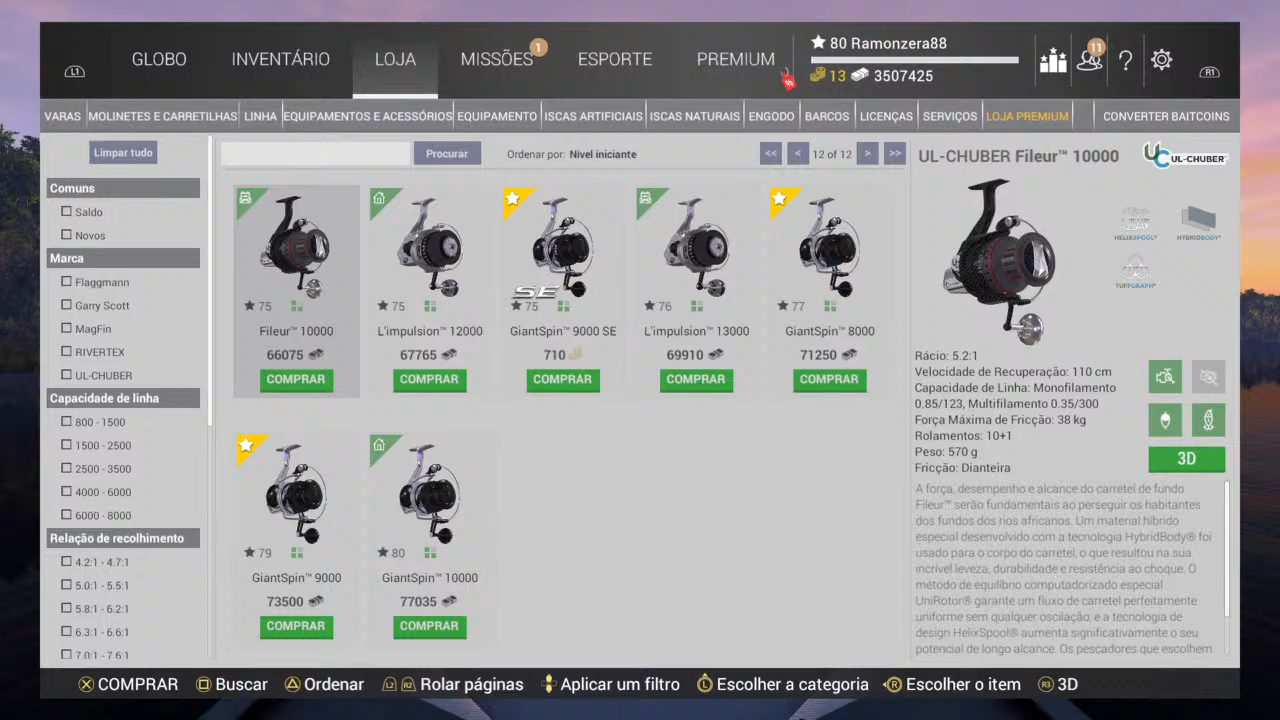 L1
GLOBO
INVENTÁRIO
LOJA
MISSÕES
1
ESPORTE
PREMIUM
%
80 Ramonzera88
13 3507425
11
?
R1
VARAS
MOLINETES E CARRETILHAS
LINHA
EQUIPAMENTOS E ACESSÓRIOS
EQUIPAMENTO
ISCAS ARTIFICIAIS
ISCAS NATURAIS
ENGODO
BARCOS
LICENÇAS
SERVIÇOS
LOJA PREMIUM
CONVERTER BAITCOINS
Limpar tudo
Comuns
Saldo
Novos
Marca
Flaggmann
Garry Scott
MagFin
RIVERTEX
UL-CHUBER
Capacidade de linha
800 - 1500
1500 - 2500
2500 - 3500
4000 - 6000
6000 - 8000
Relação de recolhimento
4.2:1 - 4.7:1
5.0:1 - 5.5:1
5.8:1 - 6.2:1
6.3:1 - 6.6:1
7.0:1 - 7.6:1
Procurar
Ordenar por: Nível iniciante
<< < 12 of 12 > >>
75
Fileur™ 10000
66075
COMPRAR
75
L'impulsion™ 12000
67765
COMPRAR
SE
75
GiantSpin™ 9000 SE
710
COMPRAR
76
L'impulsion™ 13000
69910
COMPRAR
77
GiantSpin™ 8000
71250
COMPRAR
79
GiantSpin™ 9000
73500
COMPRAR
80
GiantSpin™ 10000
77035
COMPRAR
UL-CHUBER Fileur™ 10000
UL-CHUBER
HELIXSPOOL®
HYBRIDBODY®
TUFFGRAPH®
Rácio: 5.2:1
Velocidade de Recuperação: 110 cm
Capacidade de Linha: Monofilamento
0.85/123, Multifilamento 0.35/300
Força Máxima de Fricção: 38 kg
Rolamentos: 10+1
Peso: 570 g
Fricção: Dianteira
3D
A força, desempenho e alcance do carretel de fundo
Fileur™ serão fundamentais ao perseguir os habitantes
dos fundos dos rios africanos. Um material híbrido
especial desenvolvido com a tecnologia HybridBody® foi
usado para o corpo do carretel, o que resultou na sua
incrível leveza, durabilidade e resistência ao choque. O
método de equilíbrio computadorizado especial
UniRotor® garante um fluxo de carretel perfeitamente
uniforme sem qualquer oscilação, e a tecnologia de
design HelixSpool® aumenta significativamente o seu
potencial de longo alcance. Os pescadores que escolhem
COMPRAR
Buscar
Ordenar
L2 R2 Rolar páginas
Aplicar um filtro
L Escolher a categoria
R Escolher o item
R3 3D